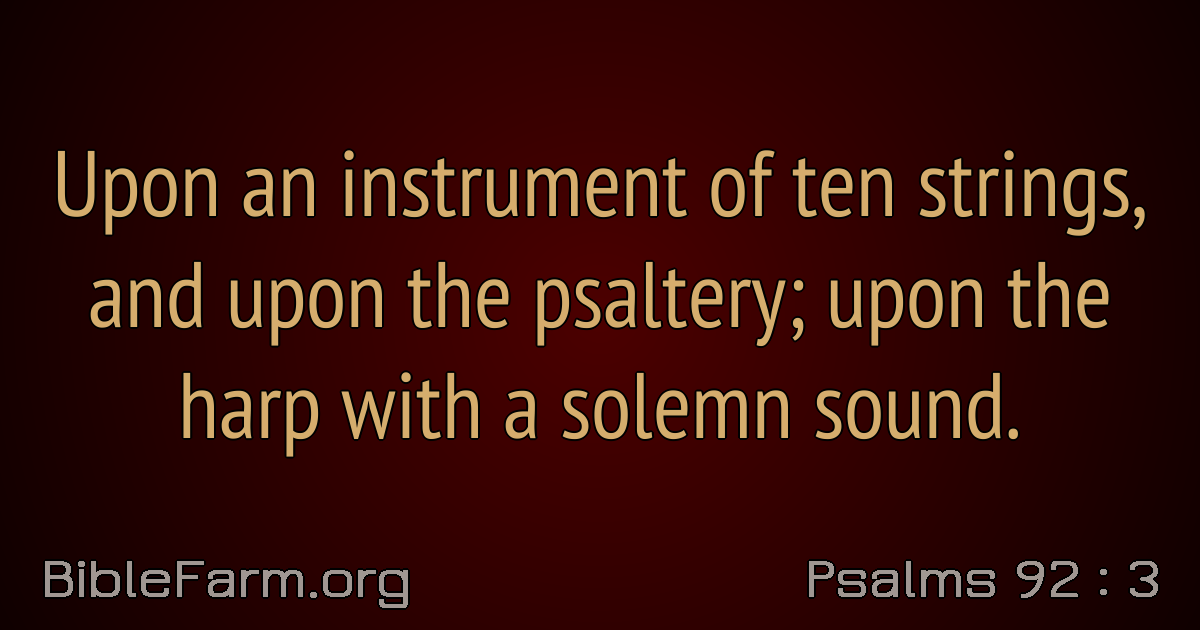 Upon an instrument of ten strings,
and upon the psaltery; upon the
harp with a solemn sound.
BibleFarm.org
Psalms 92 : 3